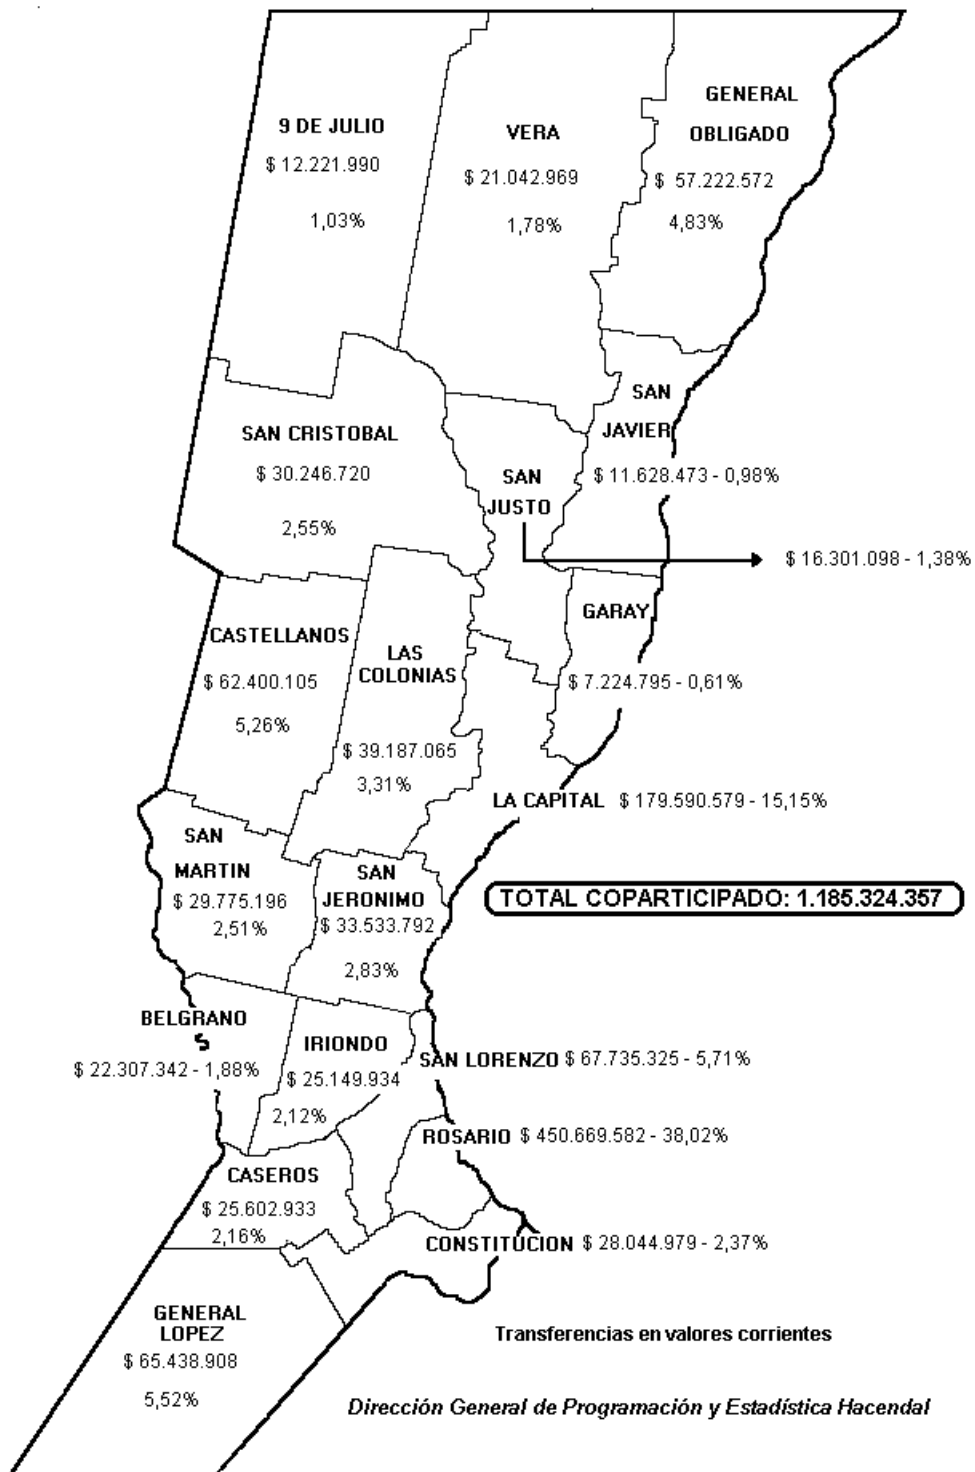 9 DE JULIO
$ 12.221.990
1,03%
VERA
$ 21.042.969
1,78%
GENERAL
OBLIGADO
$ 57.222.572
4,83%
SAN CRISTOBAL
$ 30.246.720
2,55%
SAN
JUSTO
$ 16.301.098 - 1,38%
SAN
JAVIER
$ 11.628.473 - 0,98%
CASTELLANOS
$ 62.400.105
5,26%
LAS
COLONIAS
$ 39.187.065
3,31%
GARAY
$ 7.224.795 - 0,61%
LA CAPITAL $ 179.590.579 - 15,15%
SAN
MARTIN
$ 29.775.196
2,51%
SAN
JERONIMO
$ 33.533.792
2,83%
TOTAL COPARTICIPADO: 1.185.324.357
BELGRANO
$ 22.307.342 - 1,88%
IRIONDO
$ 25.149.934
2,12%
SAN LORENZO $ 67.735.325 - 5,71%
ROSARIO $ 450.669.582 - 38,02%
CASEROS
$ 25.602.933
2,16%
CONSTITUCION $ 28.044.979 - 2,37%
GENERAL
LOPEZ
$ 65.438.908
5,52%
Transferencias en valores corrientes
Dirección General de Programación y Estadística Hacendal